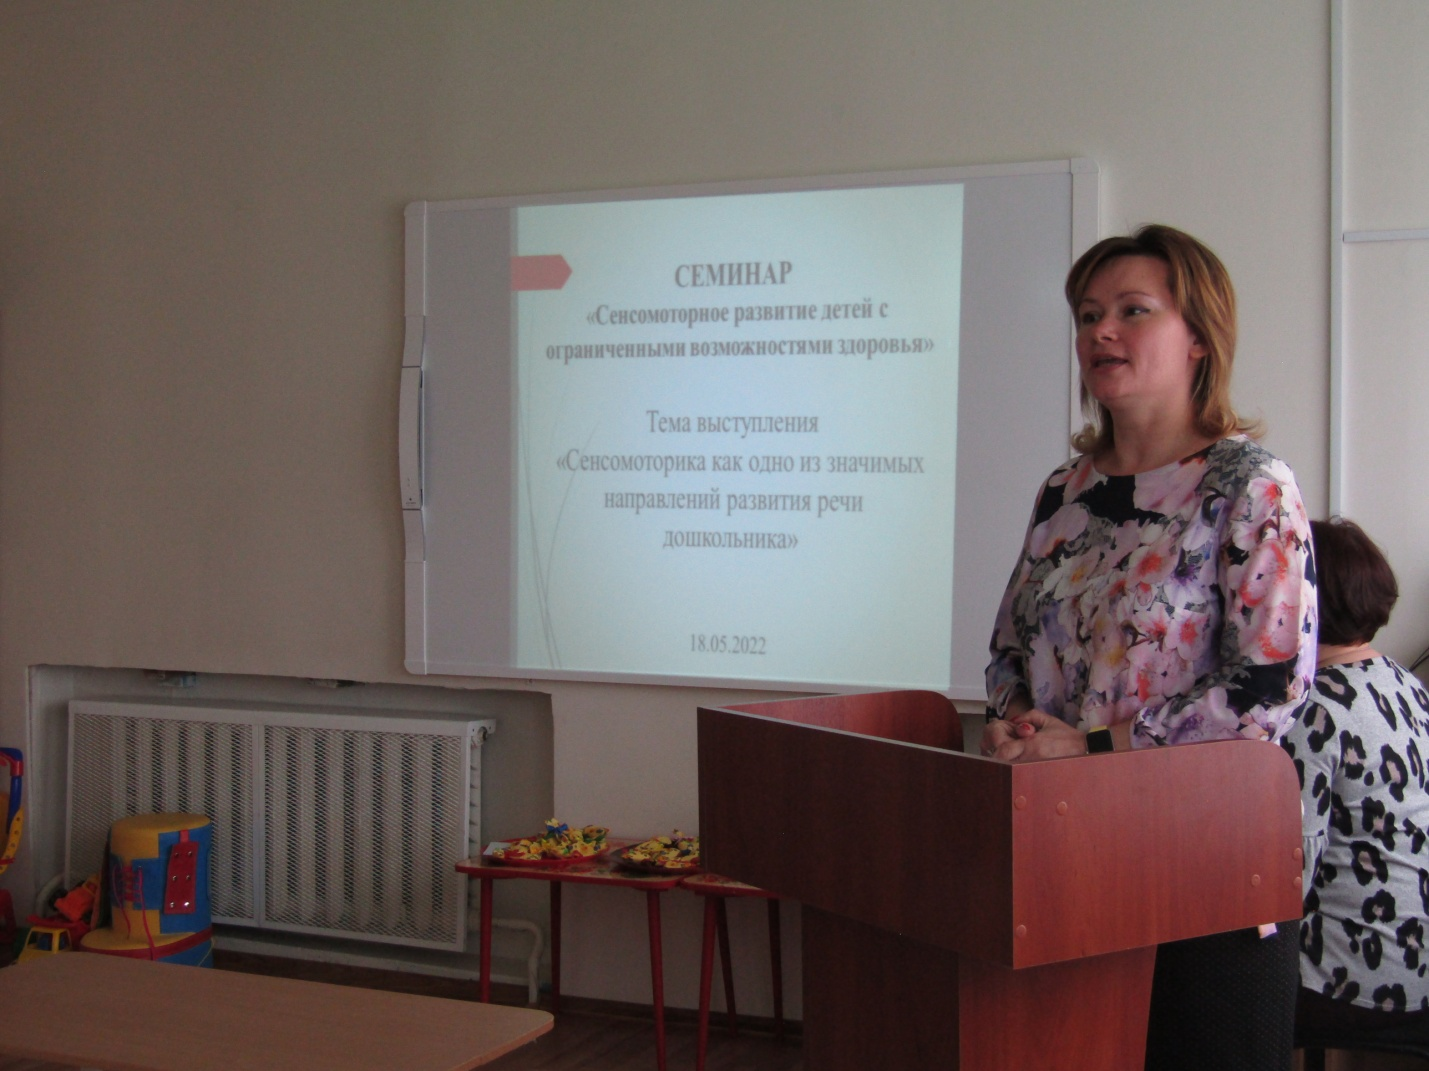 СЕМИНАР
«Сенсомоторное развитие детей с
ограниченными возможностями здоровья»
Тема выступления
«Сенсомоторика как одно из значимых
направлений развития речи
дошкольника»
18.05.2022